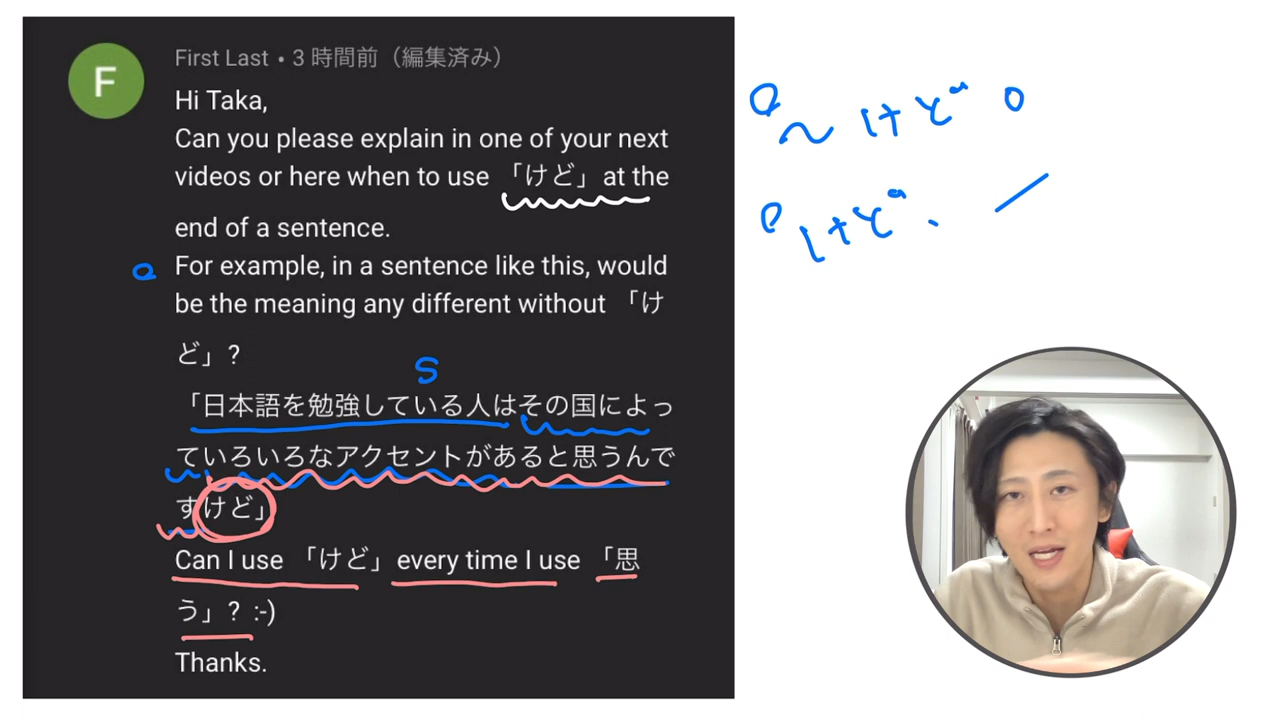 F
First Last • 3 時間前（編集済み）
Hi Taka,
Can you please explain in one of your next
videos or here when to use 「けど」 at the
end of a sentence.
For example, in a sentence like this, would
be the meaning any different without 「け
ど」 ?
「日本語を勉強している人はその国によっ
ていろいろなアクセントがあると思うんで
すけど」
Can I use 「けど」 every time I use 「思
う」 ? :-)
Thanks.
S
〜けど。
けど、